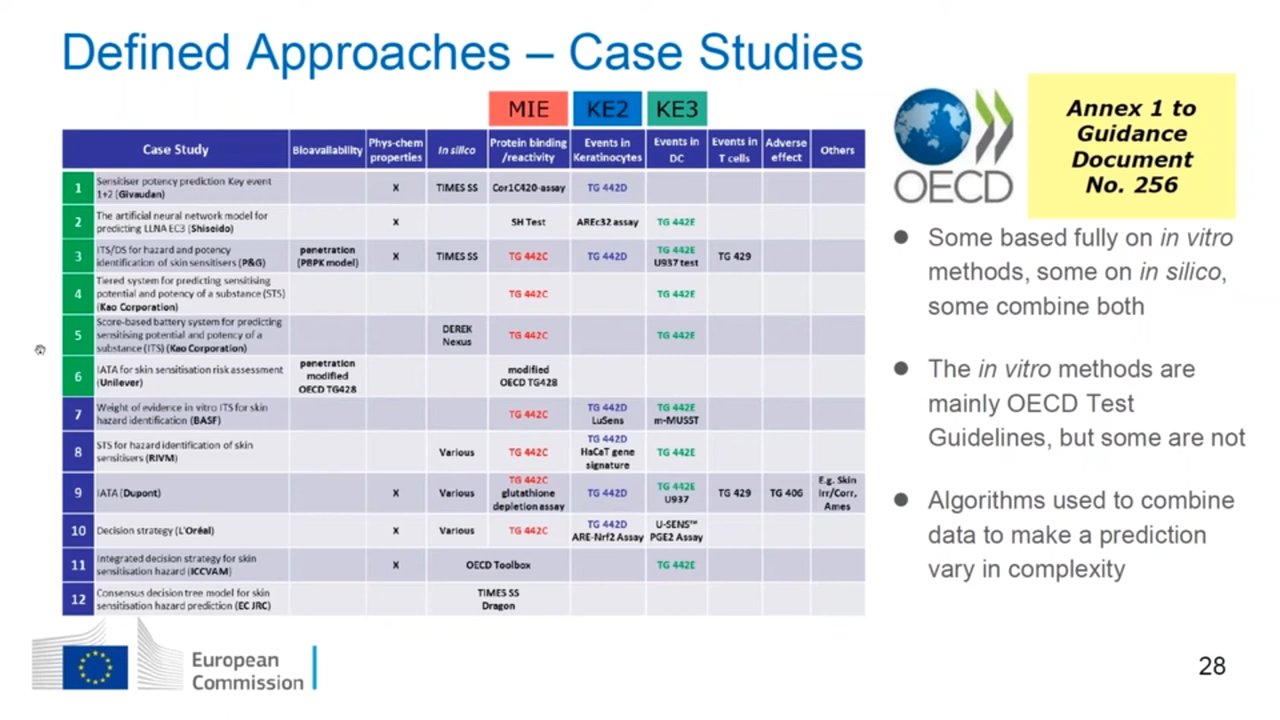 Defined Approaches – Case Studies
MIE KE2 KE3
Case Study Bioavailability Phys-chem properties In silico Protein binding /reactivity Events in Keratinocytes Events in DC Events in T cells Adverse effect Others
1 Sensitiser potency prediction Key event 1+2 (Givaudan) X TIMES SS Cor1C420-assay TG 442D
2 The artificial neural network model for predicting LLNA EC3 (Shiseido) X SH Test AREc32 assay TG 442E
3 ITS/DS for hazard and potency identification of skin sensitisers (P&G) penetration (PBPK model) X TIMES SS TG 442C TG 442D TG 442E U937 test TG 429
4 Tiered system for predicting sensitising potential and potency of a substance (STS) (Kao Corporation) TG 442C TG 442E
5 Score-based battery system for predicting sensitising potential and potency of a substance (ITS) (Kao Corporation) DEREK Nexus TG 442C TG 442E
6 IATA for skin sensitisation risk assessment (Unilever) penetration modified OECD TG428 modified OECD TG428
7 Weight of evidence in vitro ITS for skin hazard identification (BASF) TG 442C TG 442D LuSens TG 442E m-MUSST
8 STS for hazard identification of skin sensitisers (RIVM) Various TG 442C TG 442D HaCaT gene signature TG 442E
9 IATA (Dupont) X Various TG 442C glutathione depletion assay TG 442D TG 442E U937 TG 429 TG 406 E.g. Skin Irr/Corr, Ames
10 Decision strategy (L'Oréal) X Various TG 442C TG 442D ARE-Nrf2 Assay U-SENS™ PGE2 Assay
11 Integrated decision strategy for skin sensitisation hazard (ICCVAM) X OECD Toolbox TG 442E
12 Consensus decision tree model for skin sensitisation hazard prediction (EC JRC) TIMES SS Dragon
OECD
Annex 1 to
Guidance
Document
No. 256
● Some based fully on in vitro
methods, some on in silico,
some combine both
● The in vitro methods are
mainly OECD Test
Guidelines, but some are not
● Algorithms used to combine
data to make a prediction
vary in complexity
European
Commission
28